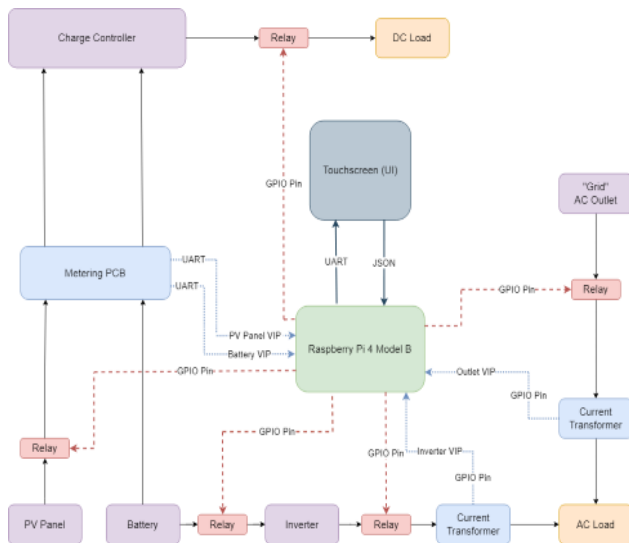 Charge Controller
Relay
DC Load
GPIO Pin
Touchscreen (UI)
"Grid"
AC Outlet
Metering PCB
UART
UART
UART
JSON
GPIO Pin
Relay
PV Panel VIP
Battery VIP
Raspberry Pi 4 Model B
GPIO Pin
Outlet VIP
GPIO Pin
Current
Transformer
Relay
GPIO Pin
GPIO Pin
Inverter VIP
GPIO Pin
PV Panel
Battery
Relay
Inverter
Relay
Current
Transformer
AC Load